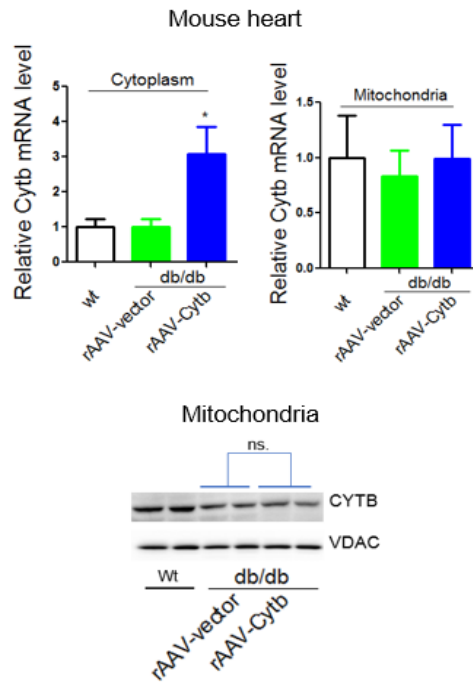 Mouse heart
Cytoplasm
Relative Cytb mRNA level
5
4
3
2
1
0
*
wt
rAAV-vector
rAAV-Cytb
db/db
Mitochondria
Relative Cytb mRNA level
1.5
1.0
0.5
0.0
wt
rAAV-vector
rAAV-Cytb
db/db
Mitochondria
ns.
CYTB
VDAC
Wt
db/db
rAAV-vector
rAAV-Cytb